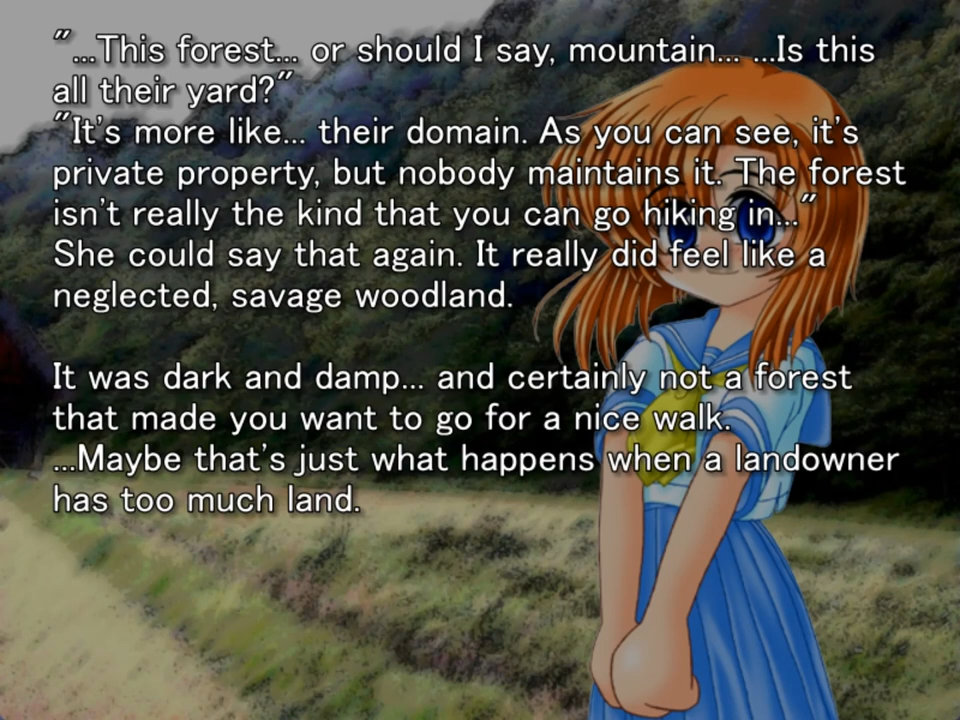 "...This forest... or should I say, mountain... ...Is this
all their yard?"
"It's more like... their domain. As you can see, it's
private property, but nobody maintains it. The forest
isn't really the kind that you can go hiking in..."
She could say that again. It really did feel like a
neglected, savage woodland.
It was dark and damp... and certainly not a forest
that made you want to go for a nice walk.
...Maybe that's just what happens when a landowner
has too much land.